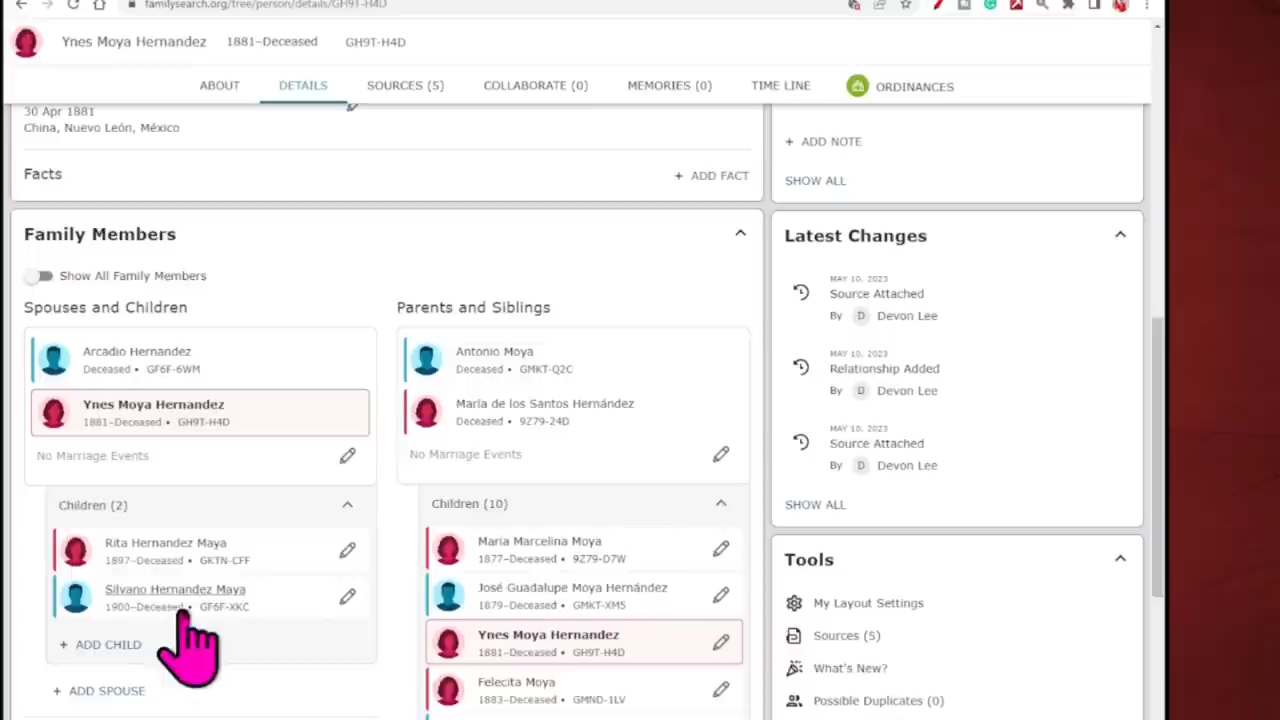 familysearch.org/tree/person/details/GH9T-H4D
Ynes Moya Hernandez 1881–Deceased GH9T-H4D
ABOUT DETAILS SOURCES (5) COLLABORATE (0) MEMORIES (0) TIME LINE ORDINANCES
30 Apr 1881
China, Nuevo León, México
Facts
+ ADD FACT
Family Members
Show All Family Members
Spouses and Children
Arcadio Hernandez
Deceased • GF6F-6WM
Ynes Moya Hernandez
1881–Deceased • GH9T-H4D
No Marriage Events
Children (2)
Rita Hernandez Maya
1897–Deceased • GKTN-CFF
Silvano Hernandez Maya
1900–Deceased • GF6F-XKC
+ ADD CHILD
+ ADD SPOUSE
Parents and Siblings
Antonio Moya
Deceased • GMKT-Q2C
María de los Santos Hernández
Deceased • 9Z79-24D
No Marriage Events
Children (10)
Maria Marcelina Moya
1877–Deceased • 9Z79-D7W
José Guadalupe Moya Hernández
1879–Deceased • GMKT-XM5
Ynes Moya Hernandez
1881–Deceased • GH9T-H4D
Felecita Moya
1883–Deceased • GMND-1LV
+ ADD NOTE
SHOW ALL
Latest Changes
MAY 10, 2023
Source Attached
By D Devon Lee
MAY 10, 2023
Relationship Added
By D Devon Lee
MAY 10, 2023
Source Attached
By D Devon Lee
SHOW ALL
Tools
My Layout Settings
Sources (5)
What's New?
Possible Duplicates (0)